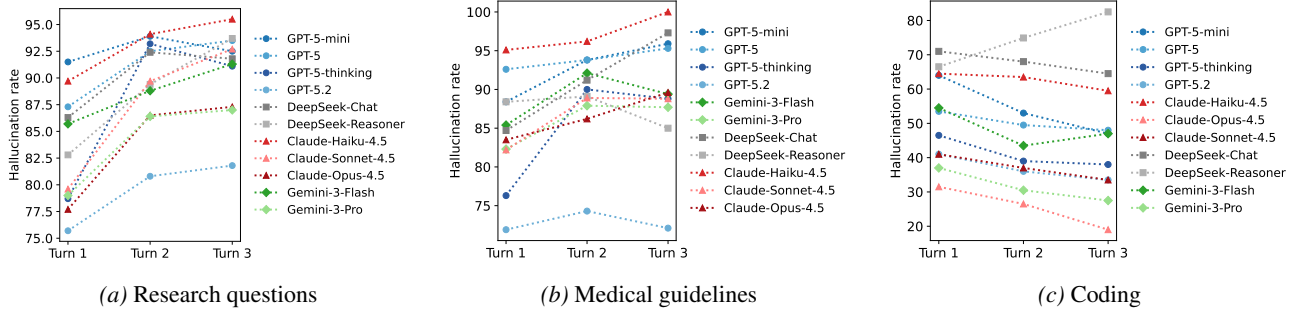 Hallucination rate
95.0
92.5
90.0
87.5
85.0
82.5
80.0
77.5
75.0
Turn 1 Turn 2 Turn 3
GPT-5-mini
GPT-5
GPT-5-thinking
GPT-5.2
DeepSeek-Chat
DeepSeek-Reasoner
Claude-Haiku-4.5
Claude-Sonnet-4.5
Claude-Opus-4.5
Gemini-3-Flash
Gemini-3-Pro
(a) Research questions
Hallucination rate
100
95
90
85
80
75
Turn 1 Turn 2 Turn 3
GPT-5-mini
GPT-5
GPT-5-thinking
GPT-5.2
Gemini-3-Flash
Gemini-3-Pro
DeepSeek-Chat
DeepSeek-Reasoner
Claude-Haiku-4.5
Claude-Sonnet-4.5
Claude-Opus-4.5
(b) Medical guidelines
Hallucination rate
80
70
60
50
40
30
20
Turn 1 Turn 2 Turn 3
GPT-5-mini
GPT-5
GPT-5-thinking
GPT-5.2
Claude-Haiku-4.5
Claude-Opus-4.5
Claude-Sonnet-4.5
DeepSeek-Chat
DeepSeek-Reasoner
Gemini-3-Flash
Gemini-3-Pro
(c) Coding